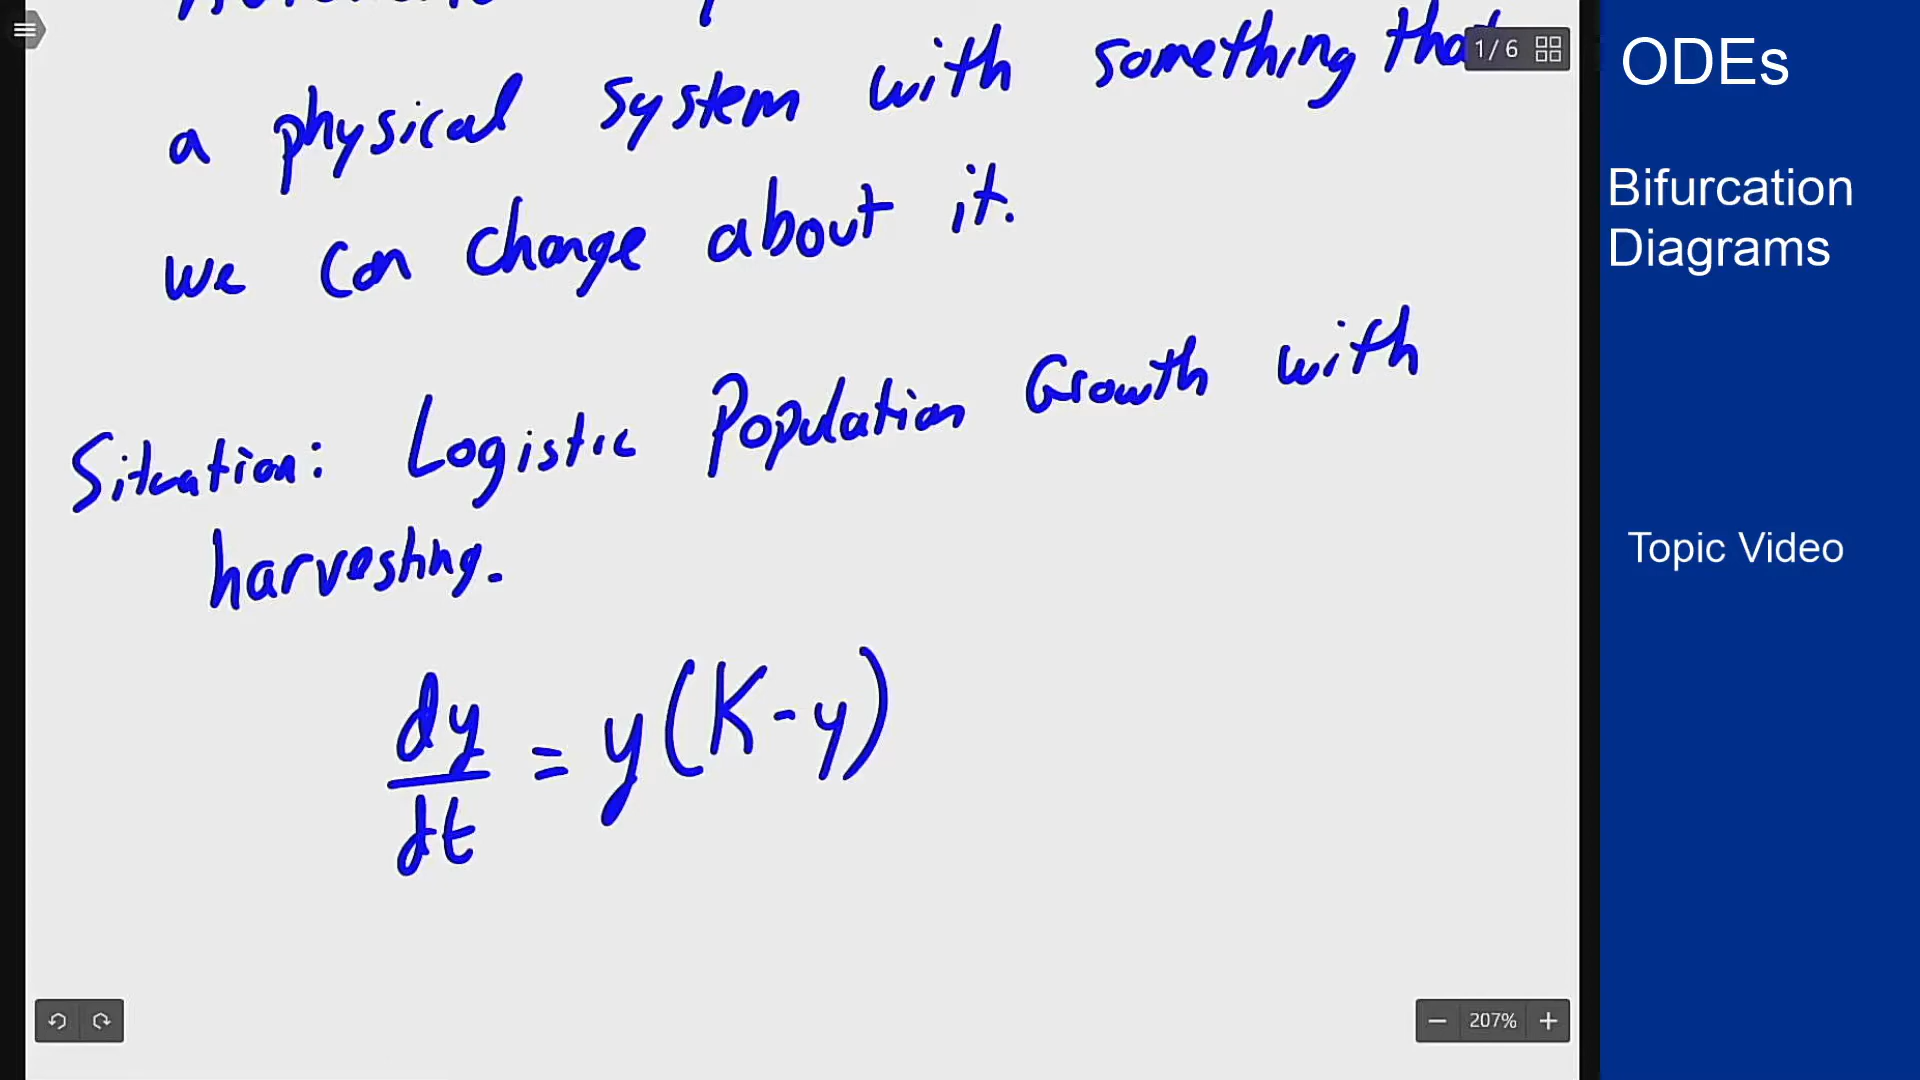 a physical system with something that
we can change about it.
Situation: Logistic Population Growth with
harvesting.
dy/dt = y(K-y)
1/6
207%
ODEs
Bifurcation
Diagrams
Topic Video